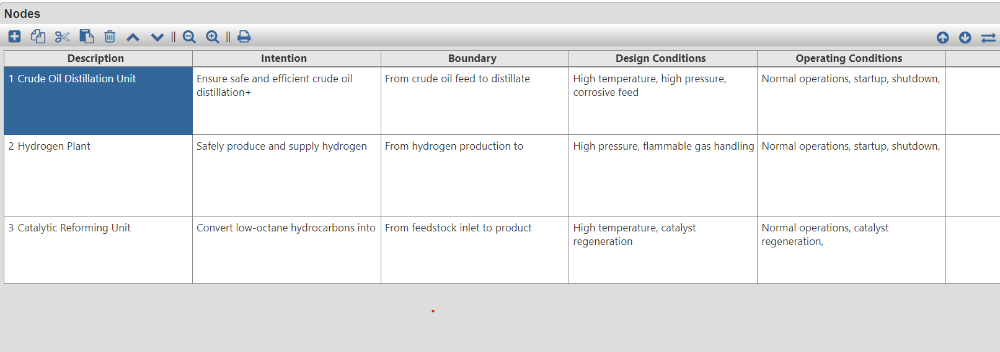 Nodes
Description Intention Boundary Design Conditions Operating Conditions
1 Crude Oil Distillation Unit
Ensure safe and efficient crude oil
distillation+
From crude oil feed to distillate
High temperature, high pressure,
corrosive feed
Normal operations, startup, shutdown,
2 Hydrogen Plant
Safely produce and supply hydrogen
From hydrogen production to
High pressure, flammable gas handling
Normal operations, startup, shutdown,
3 Catalytic Reforming Unit
Convert low-octane hydrocarbons into
From feedstock inlet to product
High temperature, catalyst
regeneration
Normal operations, catalyst
regeneration,